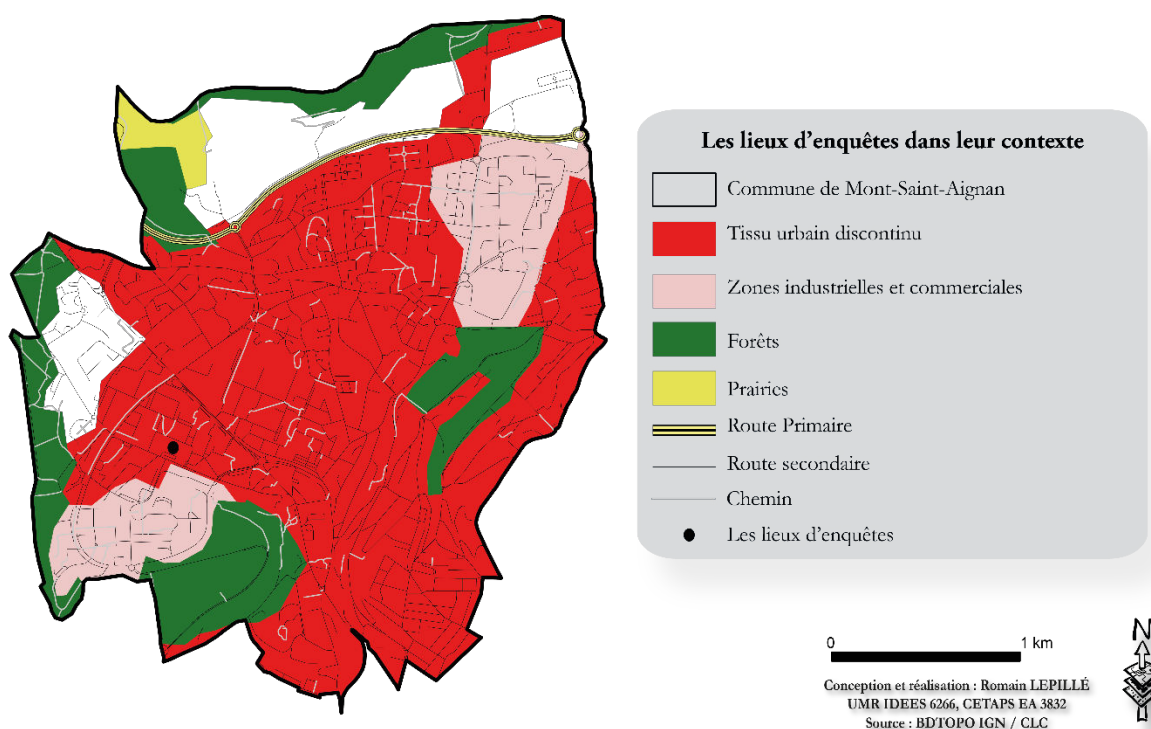 Les lieux d’enquêtes dans leur contexte
Commune de Mont-Saint-Aignan
Tissu urbain discontinu
Zones industrielles et commerciales
Forêts
Prairies
Route Primaire
Route secondaire
Chemin
Les lieux d’enquêtes
0 1 km
N
Conception et réalisation : Romain LEPILLÉ
UMR IDEES 6266, CETAPS EA 3832
Source : BDTOPO IGN / CLC